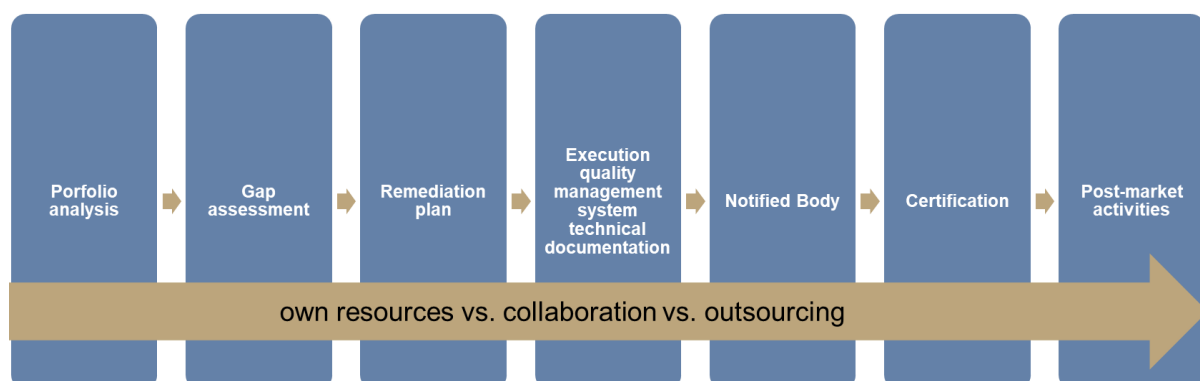 Porfolio
analysis
Gap
assessment
Remediation
plan
Execution
quality
management
system
technical
documentation
Notified Body
Certification
Post-market
activities
own resources vs. collaboration vs. outsourcing